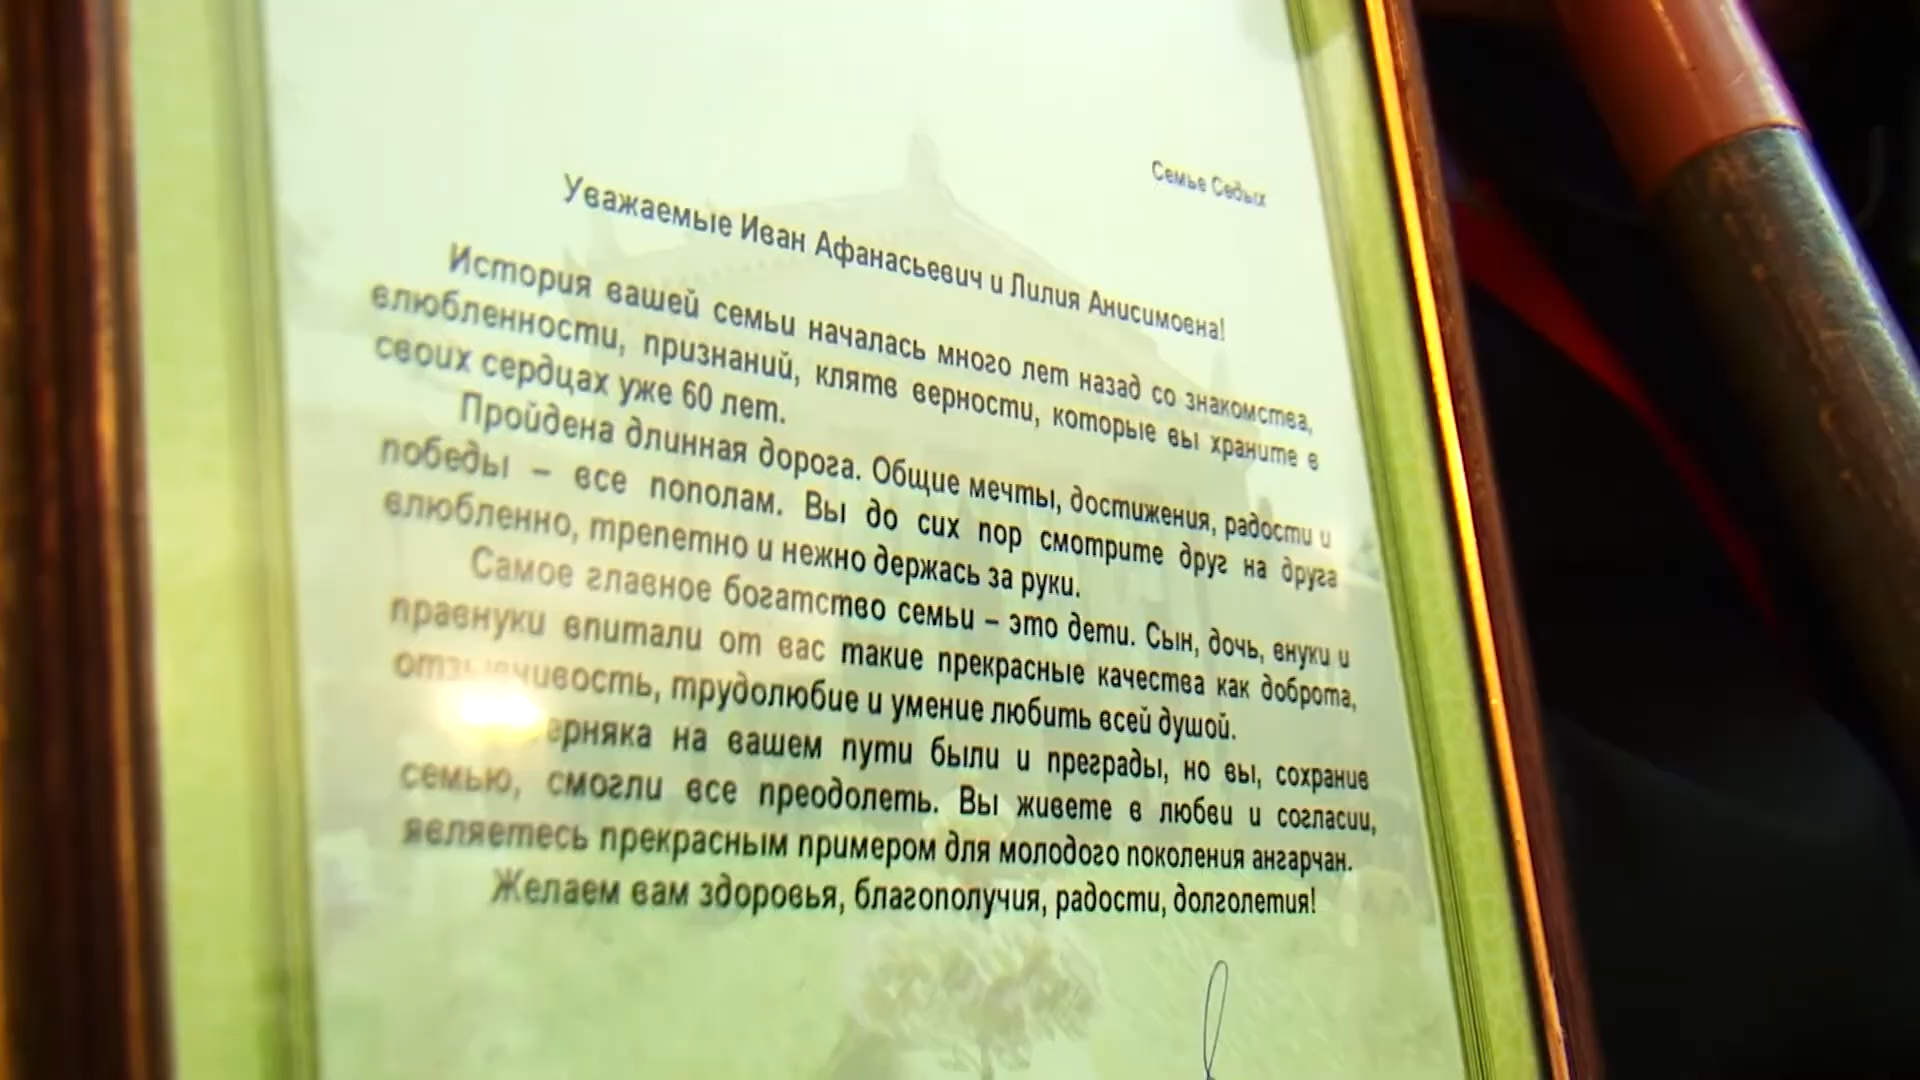 Семье Седых
Уважаемые Иван Афанасьевич и Лилия Анисимовна!
История вашей семьи началась много лет назад со знакомства,
влюбленности, признаний, клятв верности, которые вы храните в
своих сердцах уже 60 лет.
Пройдена длинная дорога. Общие мечты, достижения, радости и
победы – все пополам. Вы до сих пор смотрите друг на друга
влюбленно, трепетно и нежно держась за руки.
Самое главное богатство семьи – это дети. Сын, дочь, внуки и
правнуки впитали от вас такие прекрасные качества как доброта,
отзывчивость, трудолюбие и умение любить всей душой.
на вашем пути были и преграды, но вы, сохранив
семью, смогли все преодолеть. Вы живете в любви и согласии,
являетесь прекрасным примером для молодого поколения ангарчан.
Желаем вам здоровья, благополучия, радости, долголетия!